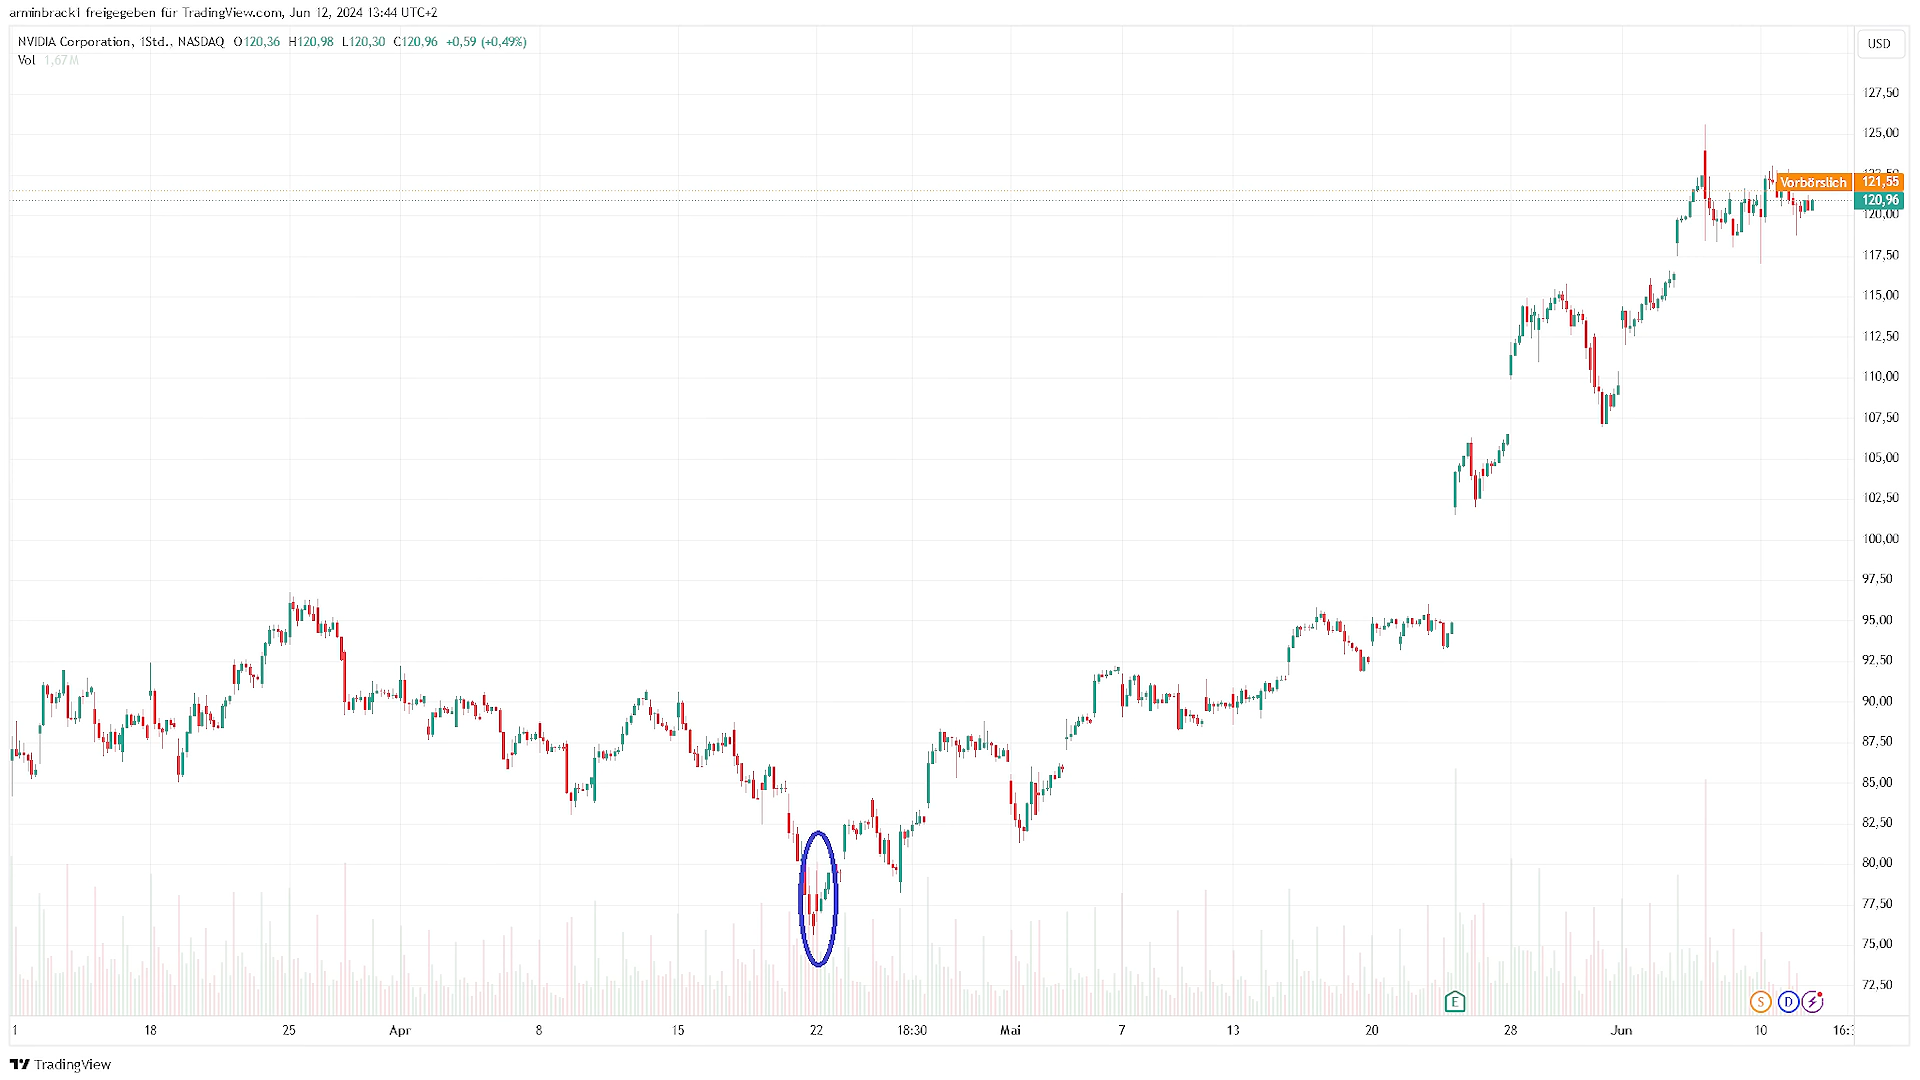 arminbrack1 freigegeben für TradingView.com, Jun 12, 2024 13:44 UTC+2
NVIDIA Corporation, 1Std., NASDAQ O120,36 H120,98 L120,30 C120,96 +0,59 (+0,49%)
Vol 1,67M
USD
127,50
125,00
Vorbörslich 121,55
120,96
120,00
117,50
115,00
112,50
110,00
107,50
105,00
102,50
100,00
97,50
95,00
92,50
90,00
87,50
85,00
82,50
80,00
77,50
75,00
72,50
E S D
1 18 25 Apr 8 15 22 18:30 Mai 7 13 20 28 Jun 10
TradingView